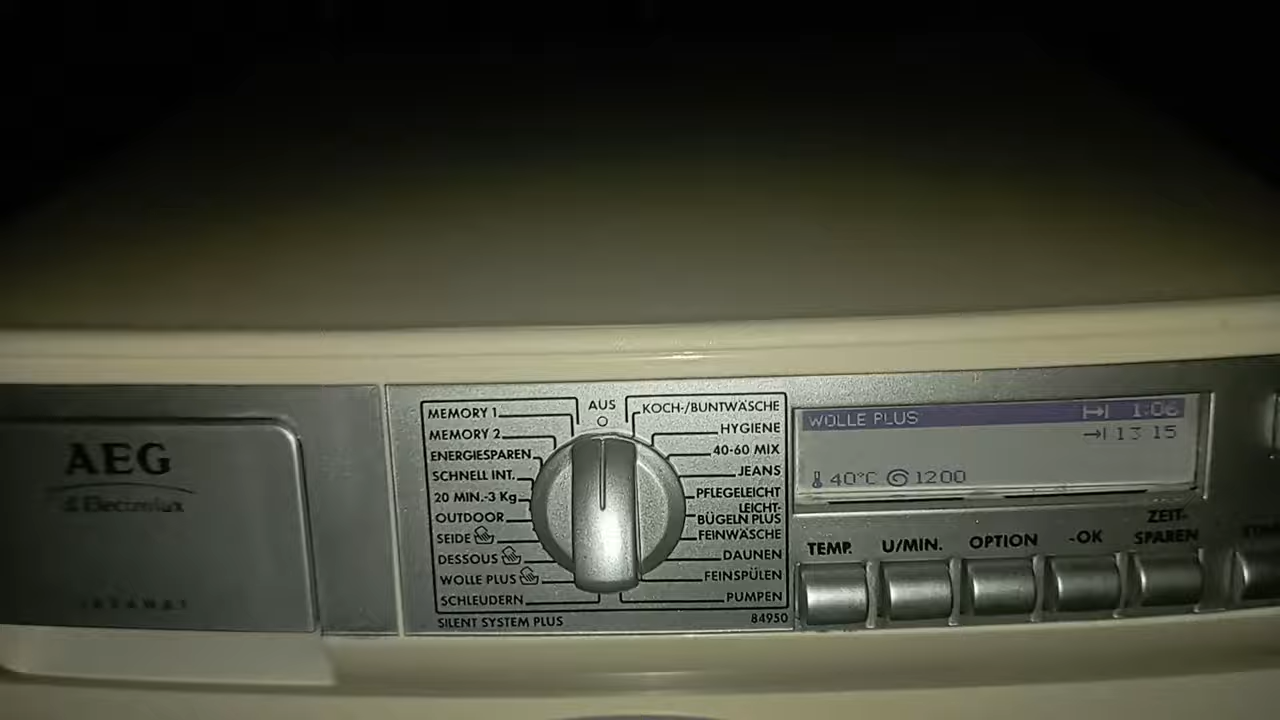 AEG
Electrolux
LAVAMAT
MEMORY 1
MEMORY 2
ENERGIESPAREN
SCHNELL INT.
20 MIN.-3 Kg
OUTDOOR
SEIDE
DESSOUS
WOLLE PLUS
SCHLEUDERN
SILENT SYSTEM PLUS
AUS
KOCH-/BUNTWÄSCHE
HYGIENE
40-60 MIX
JEANS
PFLEGELEICHT
LEICHT-
BÜGELN PLUS
FEINWÄSCHE
DAUNEN
FEINSPÜLEN
PUMPEN
84950
WOLLE PLUS 1:06
13 15
40°C 1200
TEMP.
U/MIN.
OPTION
-OK
ZEIT-
SPAREN